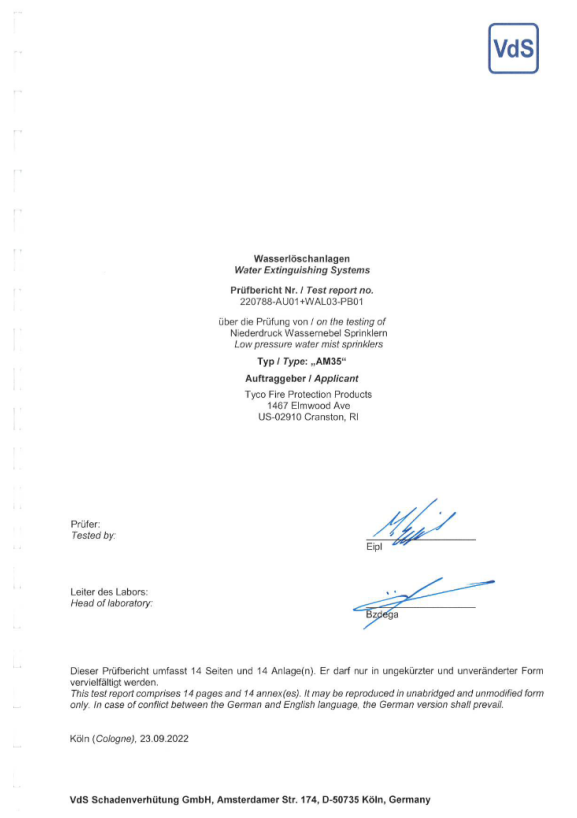 VdS
Wasserlöschanlagen
Water Extinguishing Systems
Prüfbericht Nr. / Test report no.
220788-AU01+WAL03-PB01
über die Prüfung von / on the testing of
Niederdruck Wassernebel Sprinklern
Low pressure water mist sprinklers
Typ / Type: „AM35“
Auftraggeber / Applicant
Tyco Fire Protection Products
1467 Elmwood Ave
US-02910 Cranston, RI
Prüfer:
Tested by:
Eipl
Leiter des Labors:
Head of laboratory:
Bzdega
Dieser Prüfbericht umfasst 14 Seiten und 14 Anlage(n). Er darf nur in ungekürzter und unveränderter Form
vervielfältigt werden.
This test report comprises 14 pages and 14 annex(es). It may be reproduced in unabridged and unmodified form
only. In case of conflict between the German and English language, the German version shall prevail.
Köln (Cologne), 23.09.2022
VdS Schadenverhütung GmbH, Amsterdamer Str. 174, D-50735 Köln, Germany